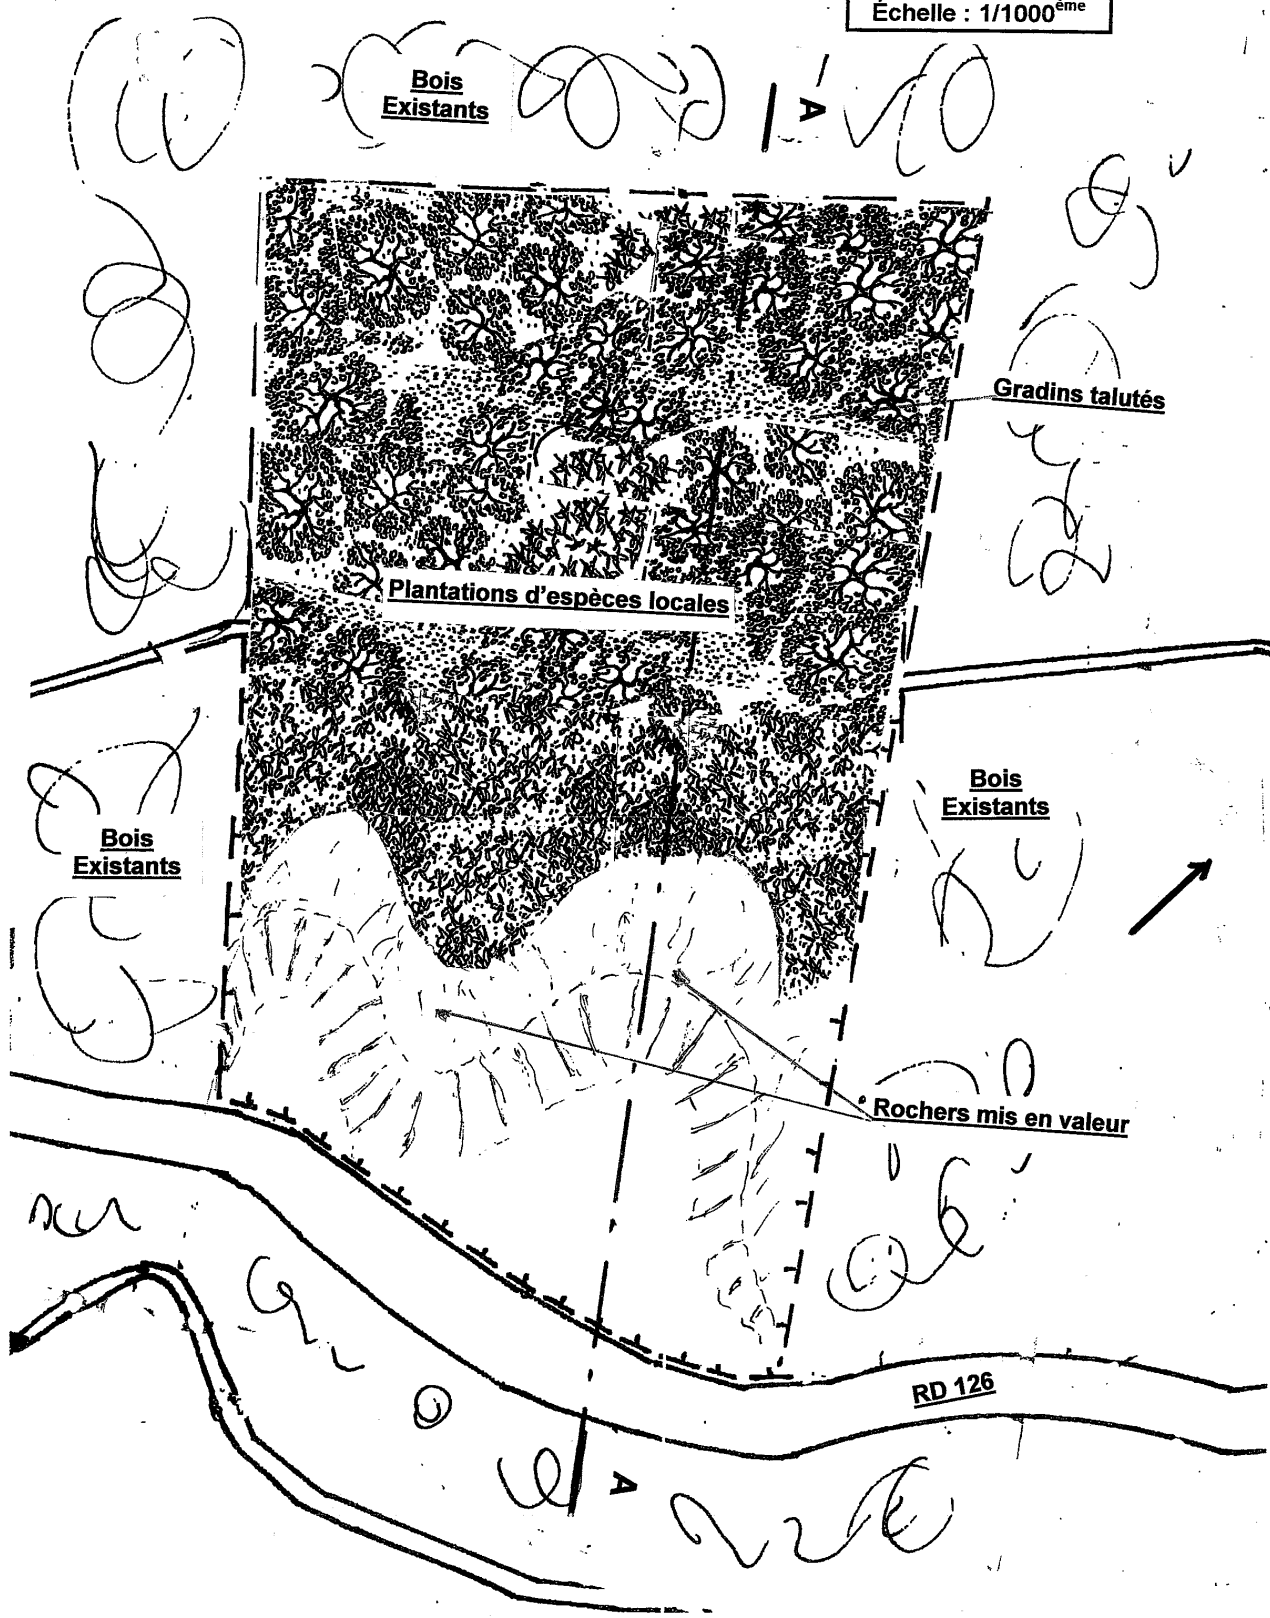 Échelle : 1/1000ème
Bois
Existants
A
Gradins talutés
Plantations d'espèces locales
Bois
Existants
Bois
Existants
Rochers mis en valeur
RD 126
A